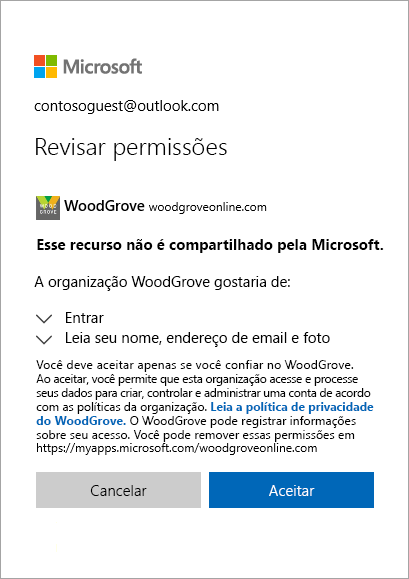 Microsoft
contosoguest@outlook.com
Revisar permissões
WOOD
GROVE
WoodGrove woodgroveonline.com
Esse recurso não é compartilhado pela Microsoft.
A organização WoodGrove gostaria de:
Entrar
Leia seu nome, endereço de email e foto
Você deve aceitar apenas se você confiar no WoodGrove.
Ao aceitar, você permite que esta organização acesse e processe
seus dados para criar, controlar e administrar uma conta de acordo
com as políticas da organização. Leia a política de privacidade
do WoodGrove. O WoodGrove pode registrar informações
sobre seu acesso. Você pode remover essas permissões em
https://myapps.microsoft.com/woodgroveonline.com
Cancelar
Aceitar